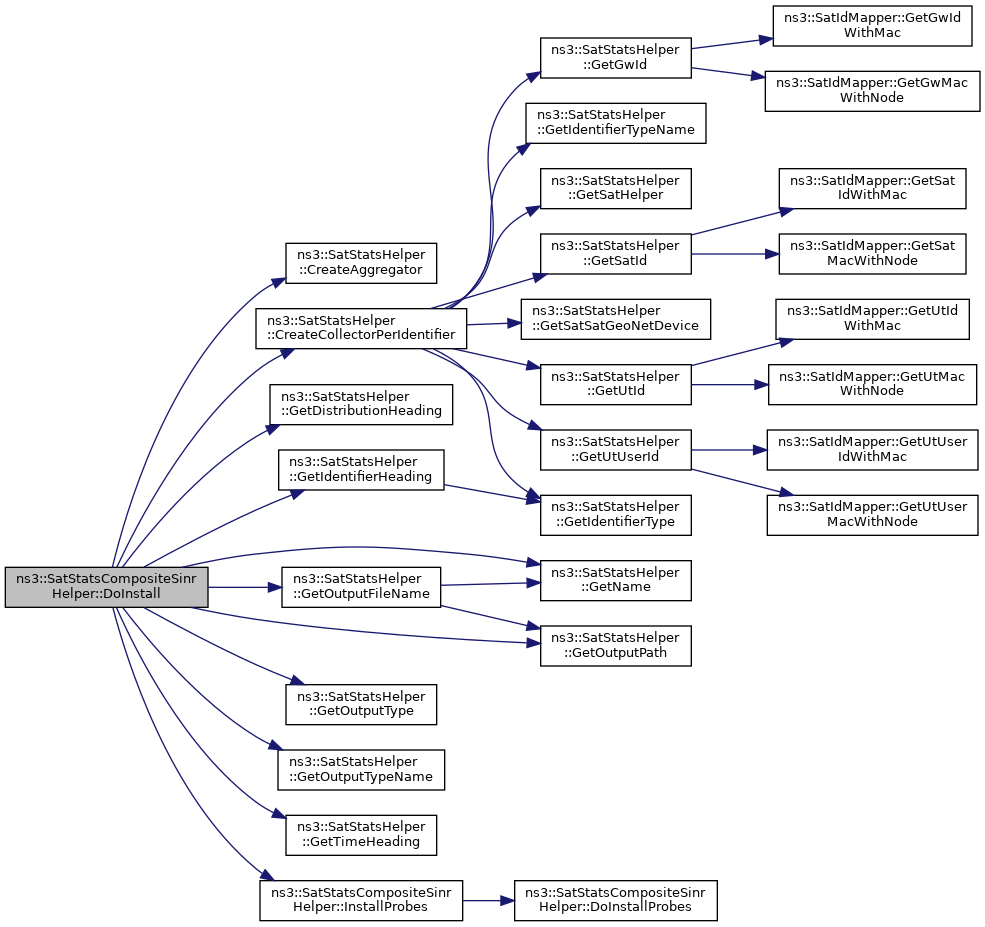 ns3::SatIdMapper::GetGwId
WithMac
ns3::SatStatsHelper
::GetGwId
ns3::SatIdMapper::GetGwMac
WithNode
ns3::SatStatsHelper
::GetIdentifierTypeName
ns3::SatStatsHelper
::GetSatHelper
ns3::SatIdMapper::GetSat
IdWithMac
ns3::SatStatsHelper
::GetSatId
ns3::SatIdMapper::GetSat
MacWithNode
ns3::SatStatsHelper
::CreateAggregator
ns3::SatStatsHelper
::CreateCollectorPerIdentifier
ns3::SatStatsHelper
::GetSatSatGeoNetDevice
ns3::SatIdMapper::GetUtId
WithMac
ns3::SatStatsHelper
::GetUtId
ns3::SatIdMapper::GetUtMac
WithNode
ns3::SatStatsHelper
::GetDistributionHeading
ns3::SatStatsHelper
::GetUtUserId
ns3::SatIdMapper::GetUtUser
IdWithMac
ns3::SatStatsHelper
::GetIdentifierHeading
ns3::SatStatsHelper
::GetIdentifierType
ns3::SatIdMapper::GetUtUser
MacWithNode
ns3::SatStatsCompositeSinr
Helper::DoInstall
ns3::SatStatsHelper
::GetOutputFileName
ns3::SatStatsHelper
::GetName
ns3::SatStatsHelper
::GetOutputPath
ns3::SatStatsHelper
::GetOutputType
ns3::SatStatsHelper
::GetOutputTypeName
ns3::SatStatsHelper
::GetTimeHeading
ns3::SatStatsCompositeSinr
Helper::InstallProbes
ns3::SatStatsCompositeSinr
Helper::DoInstallProbes